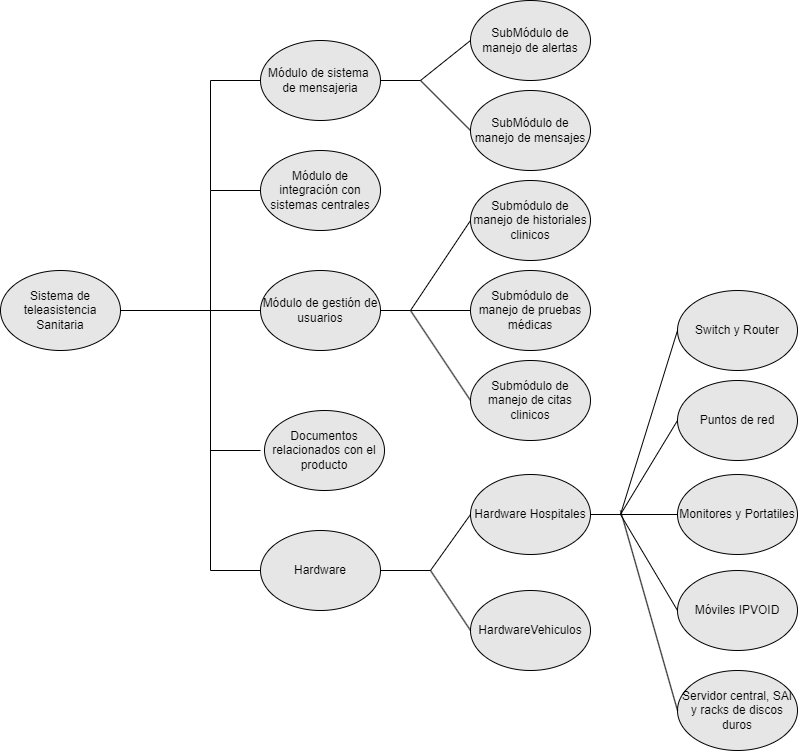 SubMódulo de
manejo de alertas
Módulo de sistema
de mensajeria
SubMódulo de
manejo de mensajes
Módulo de
integración con
sistemas centrales
Submódulo de
manejo de historiales
clinicos
Sistema de
teleasistencia
Sanitaria
Módulo de gestión de
usuarios
Submódulo de
manejo de pruebas
médicas
Submódulo de
manejo de citas
clinicos
Documentos
relacionados con el
producto
Hardware
Hardware Hospitales
HardwareVehiculos
Switch y Router
Puntos de red
Monitores y Portatiles
Móviles IPVOID
Servidor central, SAI
y racks de discos
duros